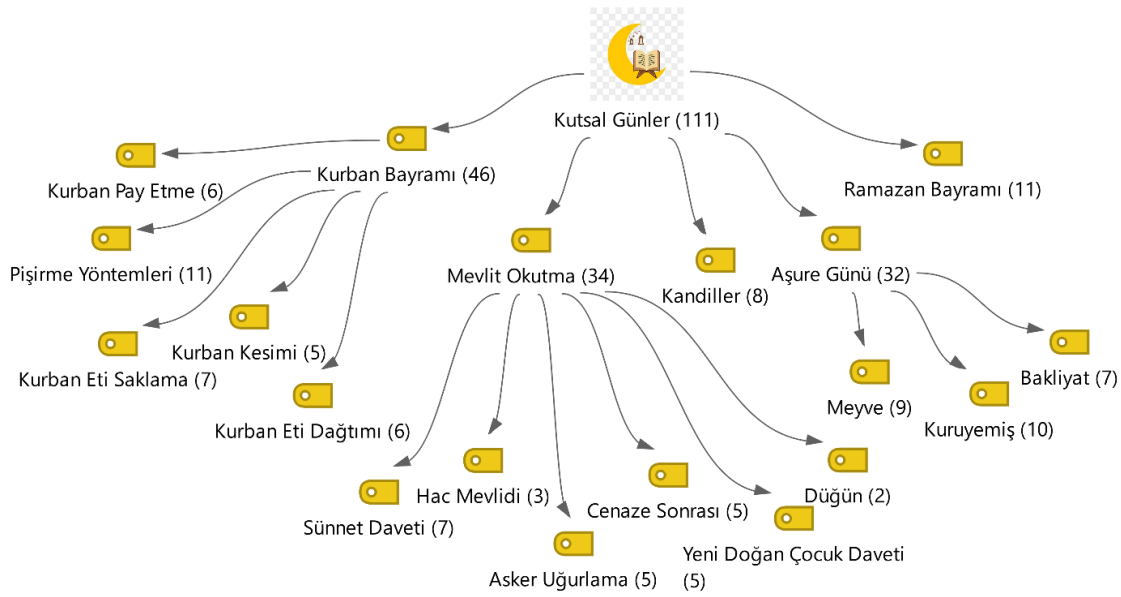 Kutsal Günler (111)
Kurban Bayramı (46)
Ramazan Bayramı (11)
Kurban Pay Etme (6)
Pişirme Yöntemleri (11)
Mevlit Okutma (34)
Kandiller (8)
Aşure Günü (32)
Kurban Eti Saklama (7)
Kurban Kesimi (5)
Kurban Eti Dağtımı (6)
Meyve (9)
Kuruyemiş (10)
Bakliyat (7)
Sünnet Daveti (7)
Hac Mevlidi (3)
Asker Uğurlama (5)
Cenaze Sonrası (5)
Yeni Doğan Çocuk Daveti
(5)
Düğün (2)